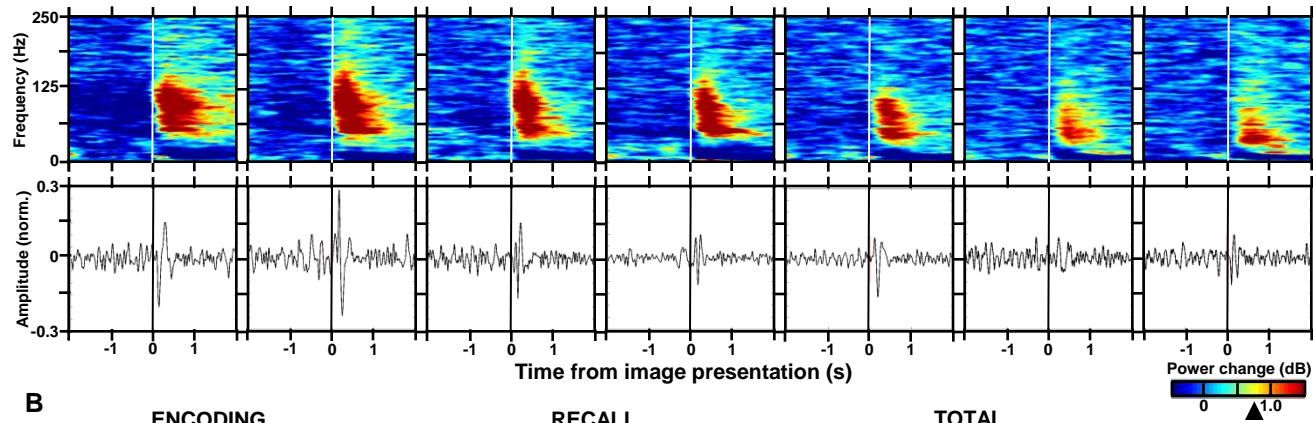 250
125
0
Frequency (Hz)
0.3
0
-0.3
Amplitude (norm.)
-1 0 1 -1 0 1 -1 0 1 -1 0 1 -1 0 1 -1 0 1 -1 0 1
Time from image presentation (s)
Power change (dB)
0 1.0
B
ENCODING RECALL TOTAL